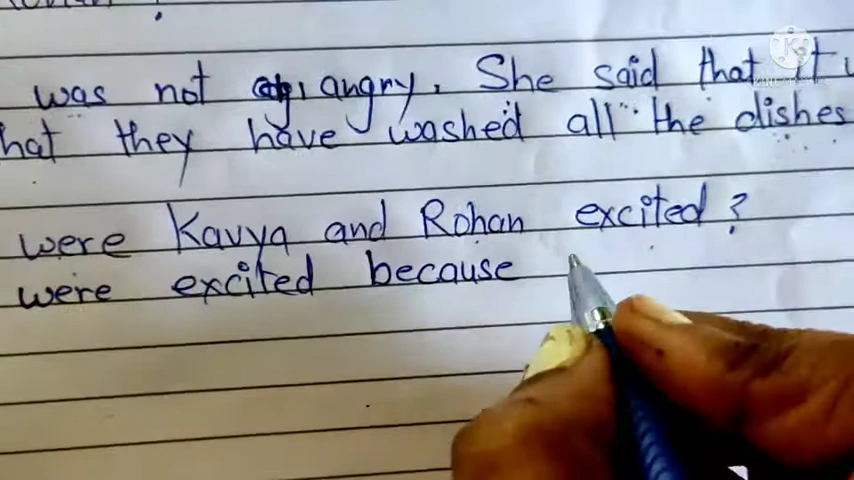 was not angry. She said that it
hat they have washed all the dishes
were Kavya and Rohan excited?
were excited because